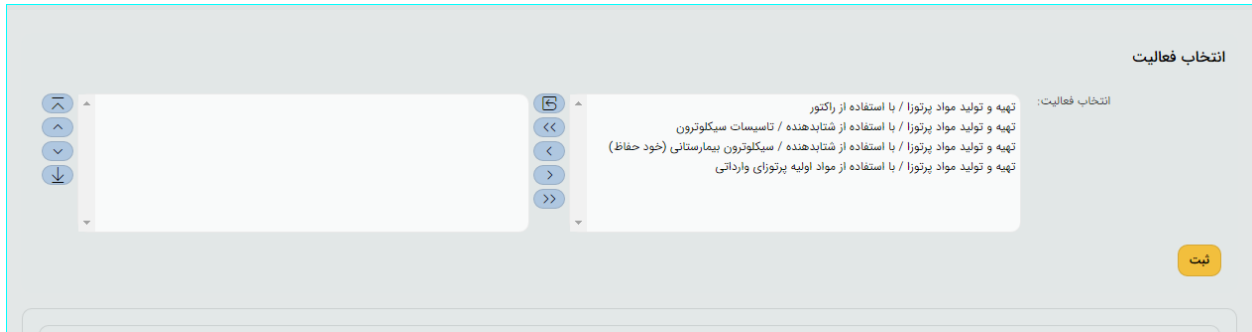 انتخاب فعالیت
انتخاب فعالیت:
تهیه و تولید مواد پرتوزا / با استفاده از راکتور
تهیه و تولید مواد پرتوزا / با استفاده از شتابدهنده / تاسیسات سیکلوترون
تهیه و تولید مواد پرتوزا / با استفاده از شتابدهنده / سیکلوترون بیمارستانی (خود حفاظ)
تهیه و تولید مواد پرتوزا / با استفاده از مواد اولیه پرتوزای وارداتی
ثبت